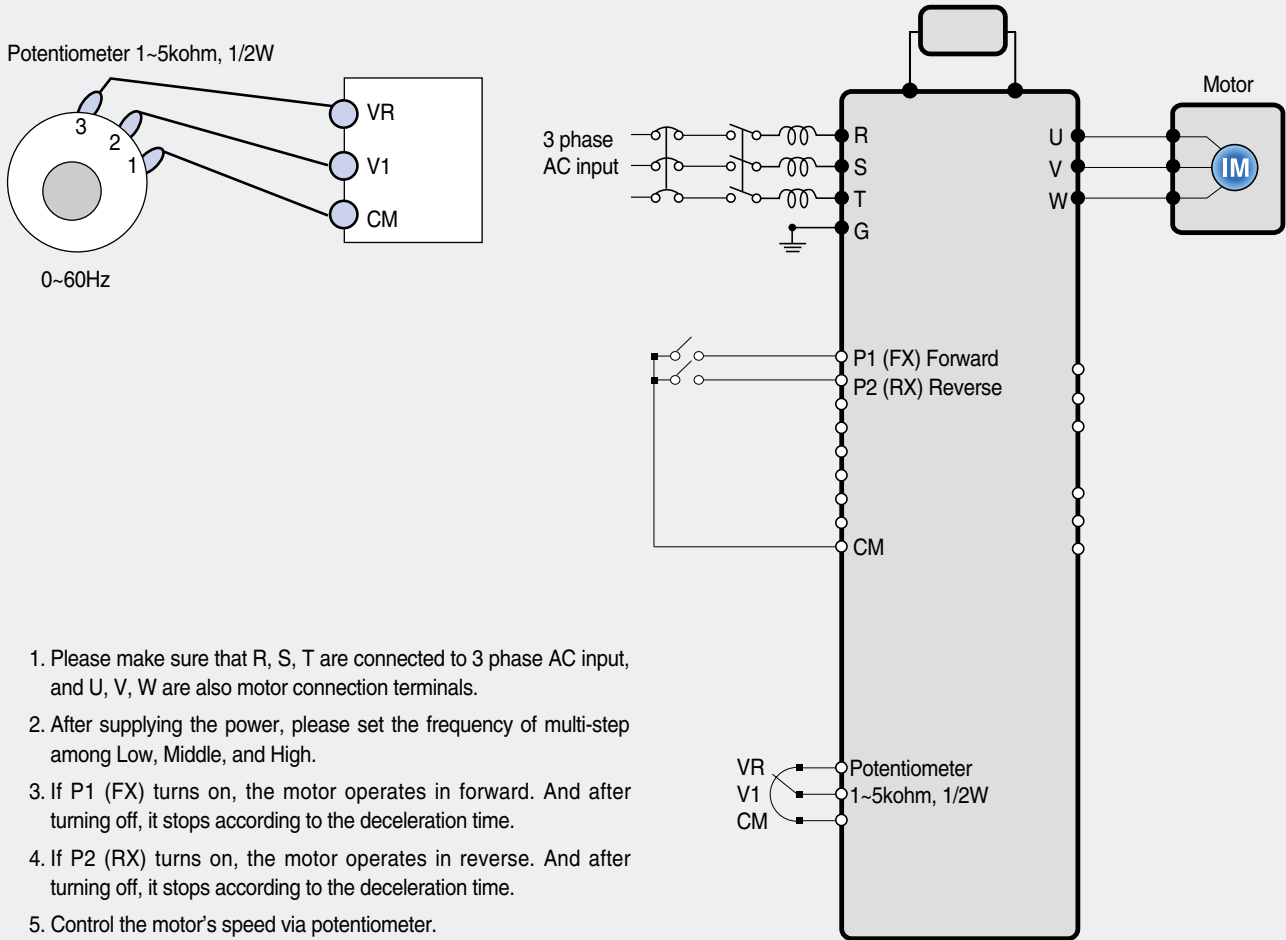 Potentiometer 1~5kohm, 1/2W
3
2
1
VR
V1
CM
0~60Hz
3 phase
AC input
R
S
T
G
U
V
W
Motor
IM
P1 (FX) Forward
P2 (RX) Reverse
CM
VR
V1
CM
Potentiometer
1~5kohm, 1/2W
1. Please make sure that R, S, T are connected to 3 phase AC input,
and U, V, W are also motor connection terminals.
2. After supplying the power, please set the frequency of multi-step
among Low, Middle, and High.
3. If P1 (FX) turns on, the motor operates in forward. And after
turning off, it stops according to the deceleration time.
4. If P2 (RX) turns on, the motor operates in reverse. And after
turning off, it stops according to the deceleration time.
5. Control the motor's speed via potentiometer.